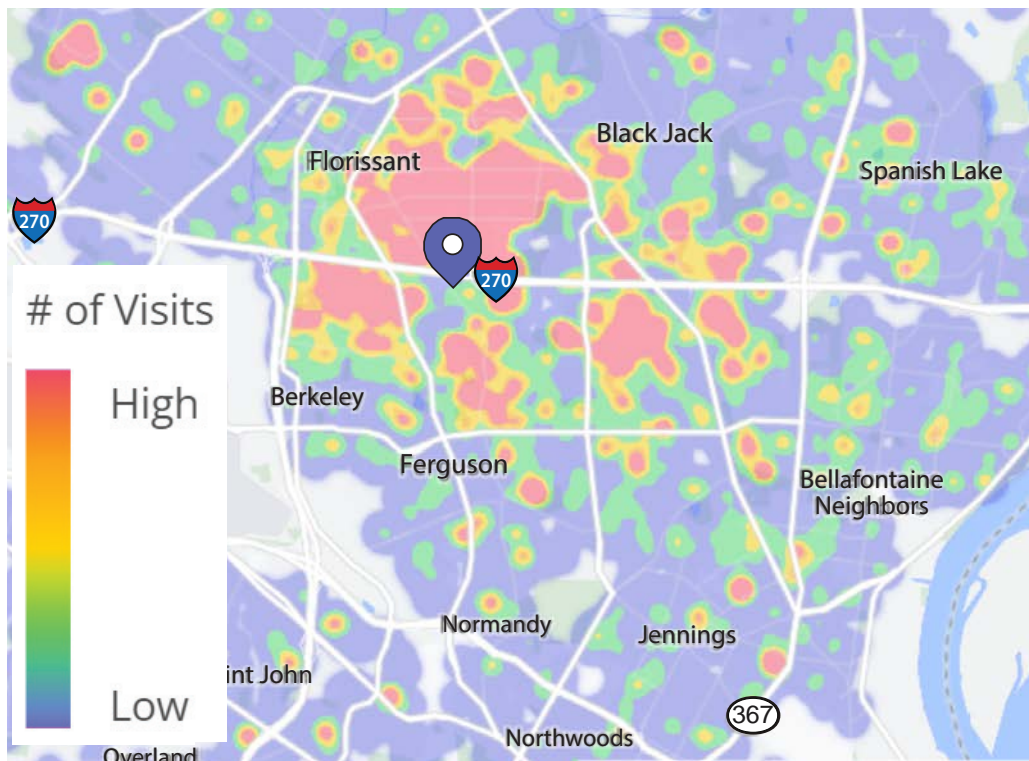 Black Jack
Florissant
Spanish Lake
270
270
# of Visits
High
Low
Berkeley
Ferguson
Bellafontaine
Neighbors
Normandy
Jennings
int John
367
Northwoods
Overland